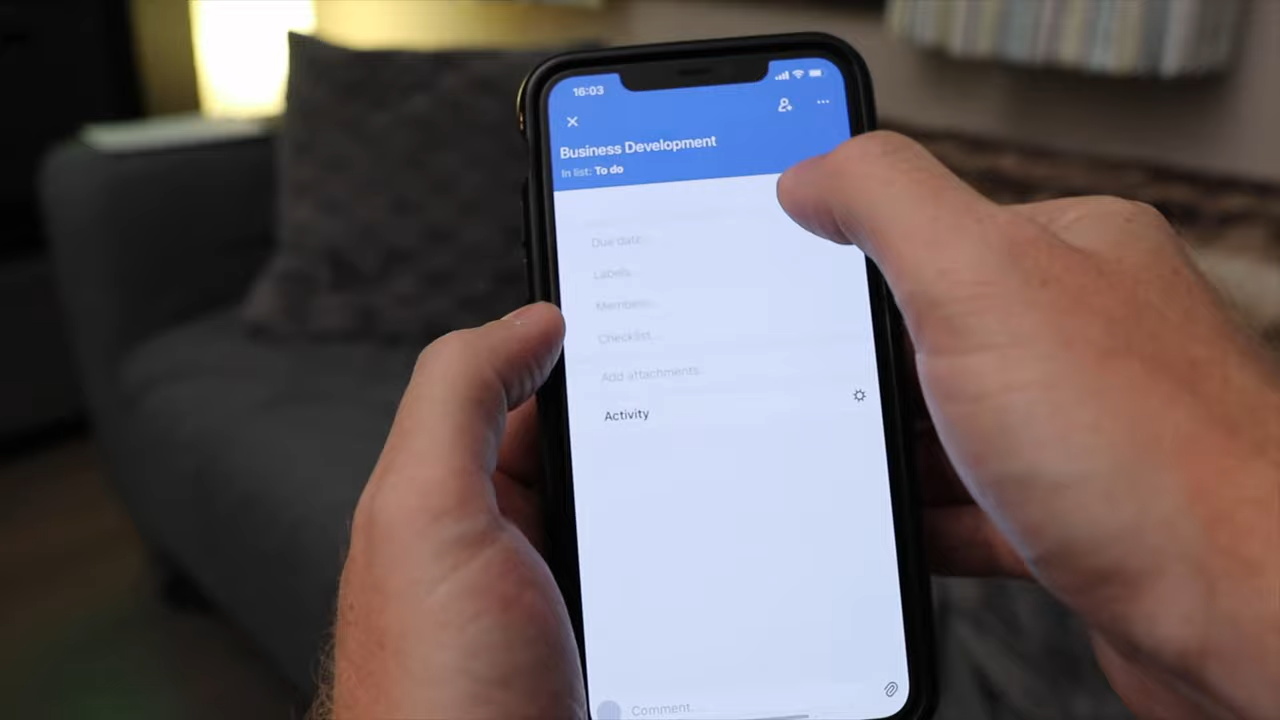 16:03
Business Development
In list: To do
Due date...
Labels...
Members...
Checklist...
Add attachments...
Activity
Comment.